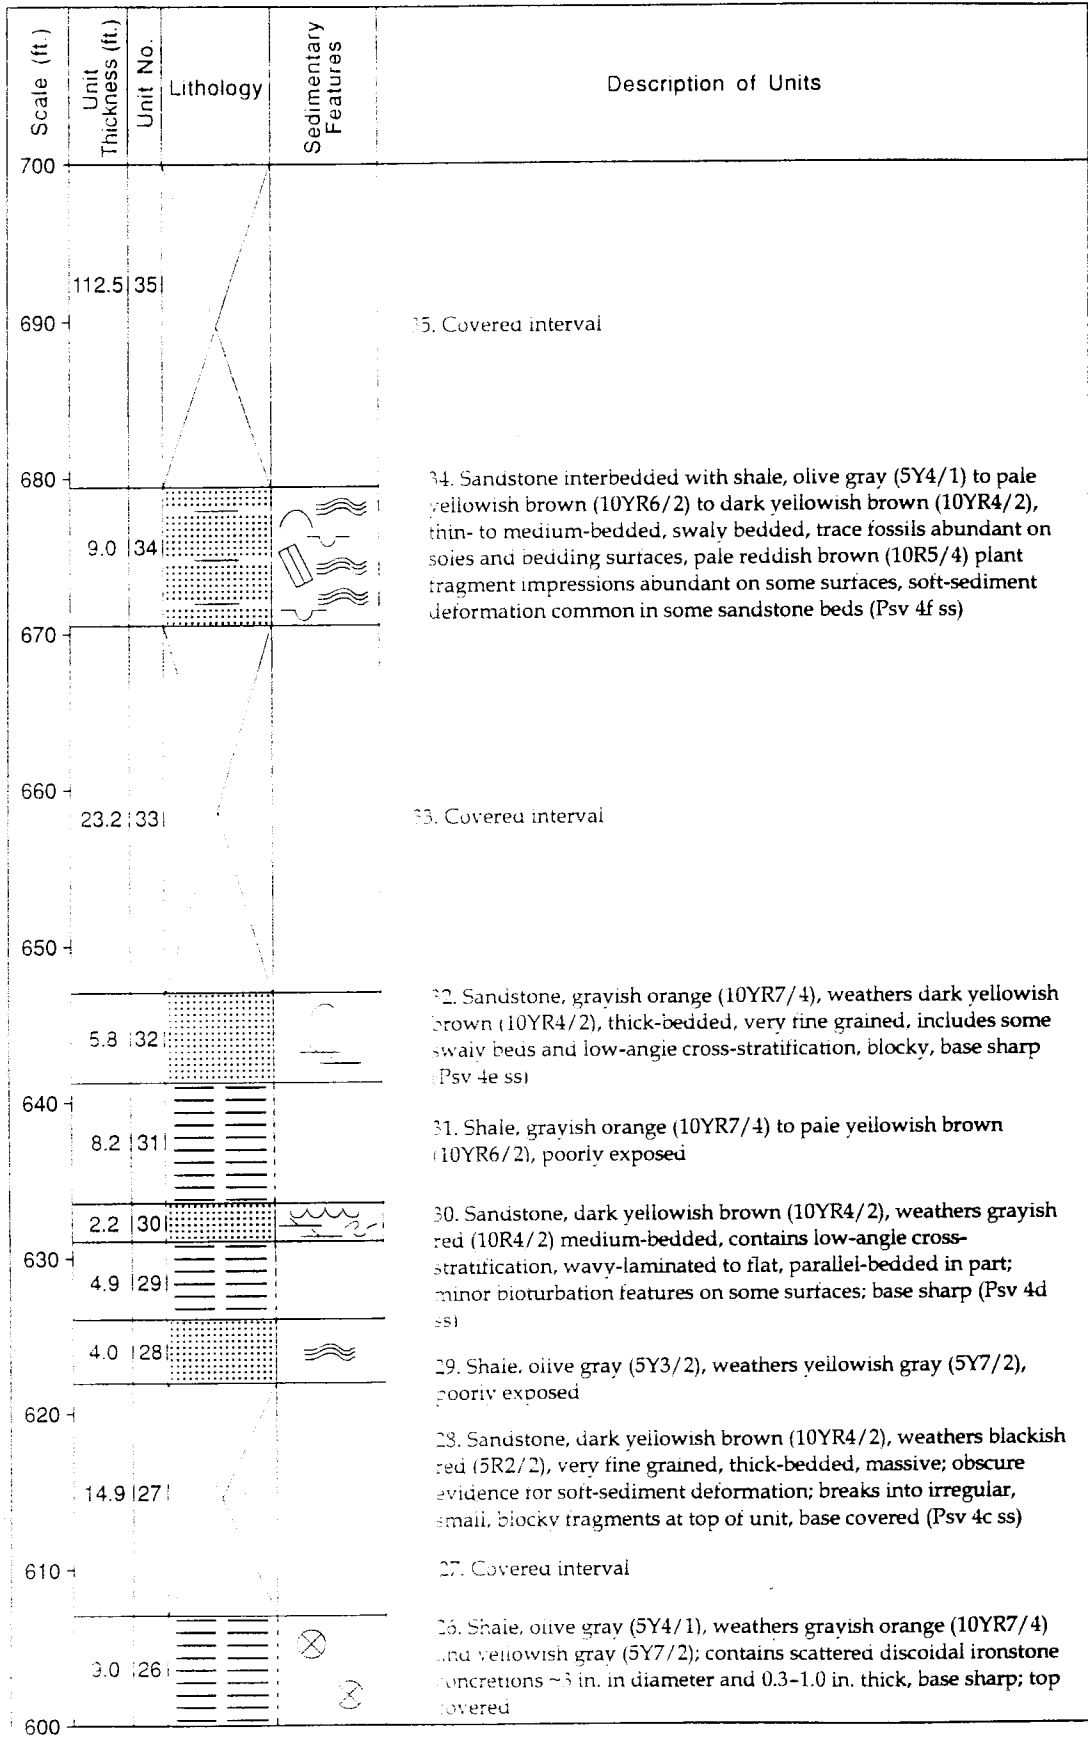 Scale (ft.)
Unit
Thickness (ft.)
Unit No.
Lithology
Sedimentary
Features
Description of Units
700
112.5 35
690
35. Covered interval
680
34. Sandstone interbedded with shale, olive gray (5Y4/1) to pale
yellowish brown (10YR6/2) to dark yellowish brown (10YR4/2),
thin- to medium-bedded, swaly bedded, trace fossils abundant on
soles and bedding surfaces, pale reddish brown (10R5/4) plant
fragment impressions abundant on some surfaces, soft-sediment
deformation common in some sandstone beds (Psv 4f ss)
9.0 34
670
660
23.2 33
33. Covered interval
650
32. Sandstone, grayish orange (10YR7/4), weathers dark yellowish
brown (10YR4/2), thick-bedded, very fine grained, includes some
swaly beds and low-angle cross-stratification, blocky, base sharp
(Psv 4e ss)
5.8 32
640
8.2 31
31. Shale, grayish orange (10YR7/4) to pale yellowish brown
(10YR6/2), poorly exposed
2.2 30
30. Sandstone, dark yellowish brown (10YR4/2), weathers grayish
red (10R4/2) medium-bedded, contains low-angle cross-
stratification, wavy-laminated to flat, parallel-bedded in part;
minor bioturbation features on some surfaces; base sharp (Psv 4d
ss)
630
4.9 29
4.0 28
29. Shale, olive gray (5Y3/2), weathers yellowish gray (5Y7/2),
poorly exposed
620
28. Sandstone, dark yellowish brown (10YR4/2), weathers blackish
red (5R2/2), very fine grained, thick-bedded, massive; obscure
evidence for soft-sediment deformation; breaks into irregular,
small, blocky fragments at top of unit, base covered (Psv 4c ss)
14.9 27
610
27. Covered interval
26. Shale, olive gray (5Y4/1), weathers grayish orange (10YR7/4)
and yellowish gray (5Y7/2); contains scattered discoidal ironstone
concretions ~3 in. in diameter and 0.3–1.0 in. thick, base sharp; top
covered
9.0 26
600